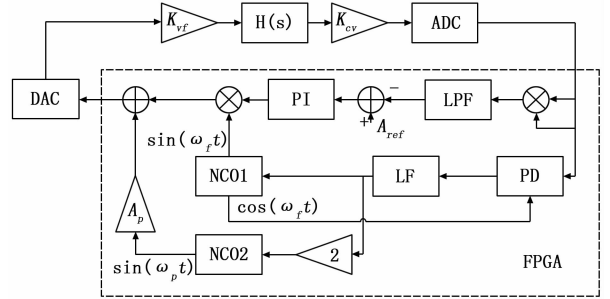 K_vf
H(s)
K_cv
ADC
DAC
PI
LPF
−
+
A_ref
sin(ω_f t)
NCO1
LF
PD
cos(ω_f t)
A_p
NCO2
2
sin(ω_p t)
FPGA